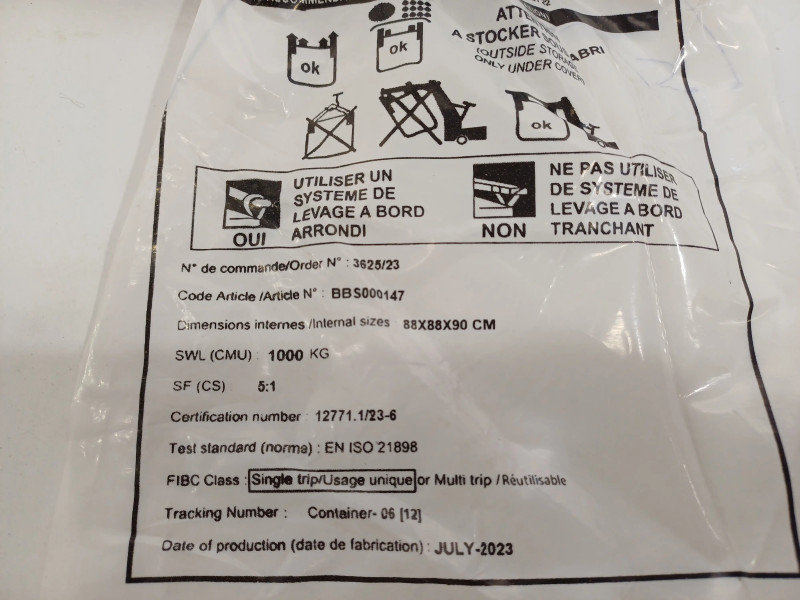 ATTENTION
A STOCKER SOUS ABRI
(OUTSIDE STORAGE
ONLY UNDER COVER)
ok
ok
ok
UTILISER UN
SYSTEME DE
LEVAGE A BORD
ARRONDI
OUI
NE PAS UTILISER
DE SYSTEME DE
LEVAGE A BORD
TRANCHANT
NON
N° de commande/Order N° : 3625/23
Code Article /Article N° : BBS000147
Dimensions internes /Internal sizes 88X88X90 CM
SWL (CMU) : 1000 KG
SF (CS) 5:1
Certification number : 12771.1/23-6
Test standard (norma) : EN ISO 21898
FIBC Class : Single trip/Usage unique or Multi trip / Réutilisable
Tracking Number : Container- 06 [12]
Date of production (date de fabrication) : JULY-2023